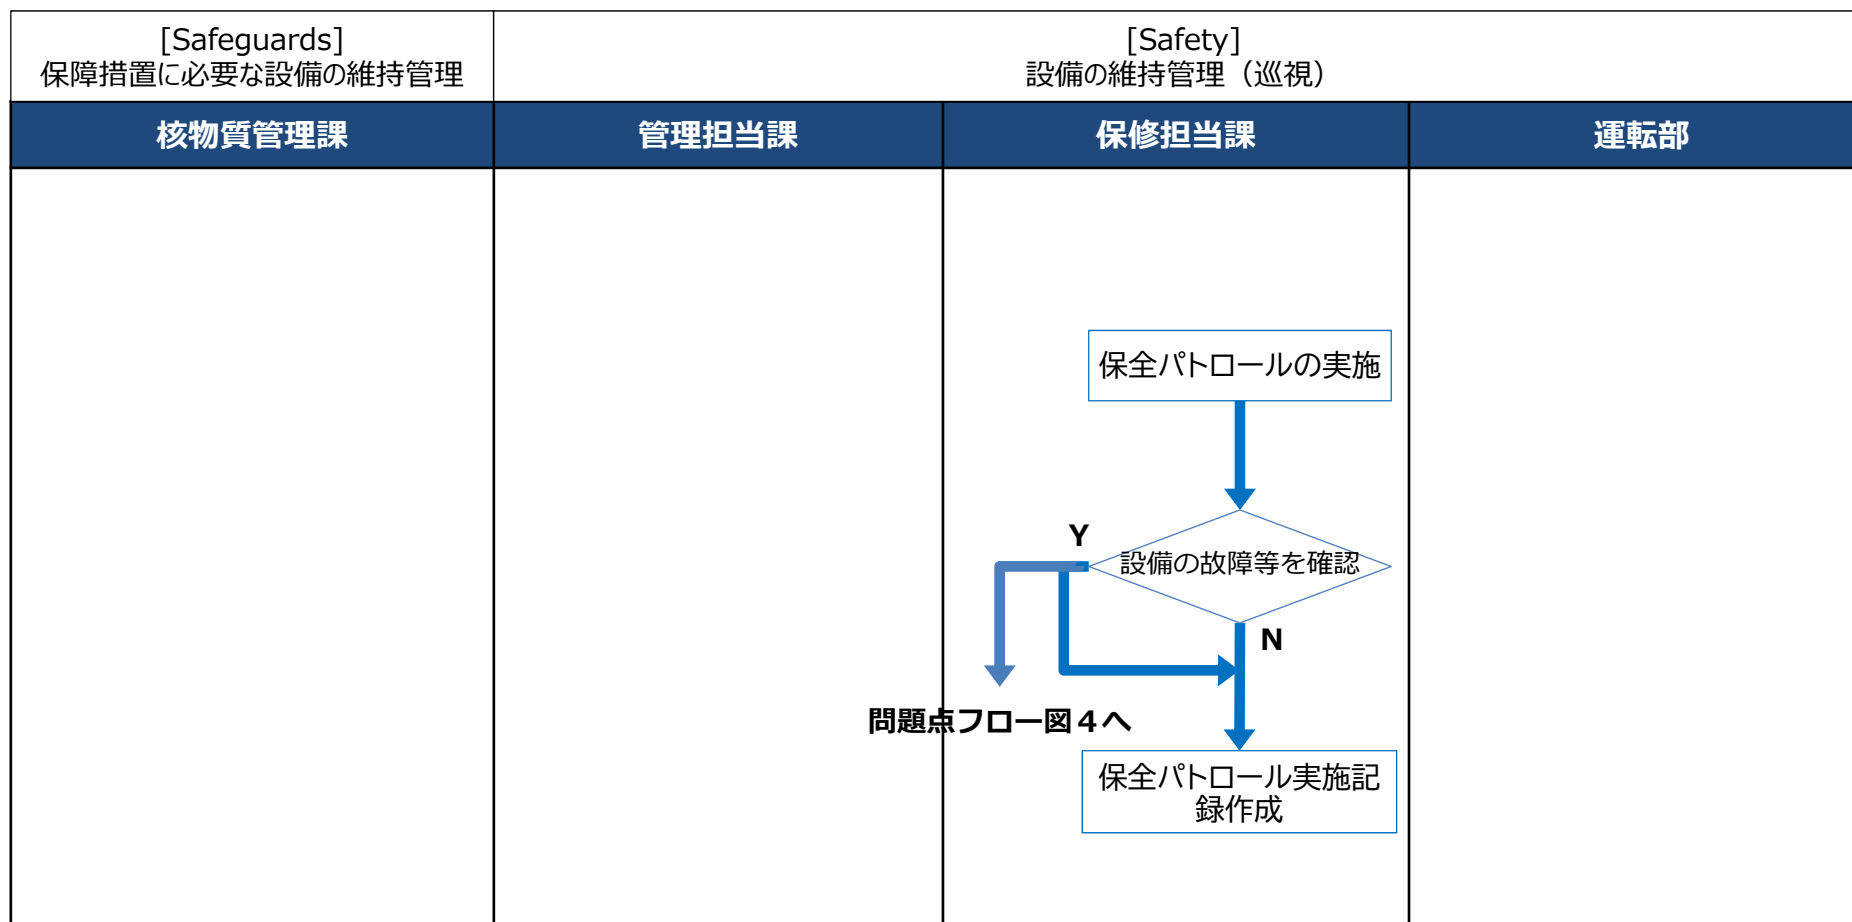 [Safeguards]
保障措置に必要な設備の維持管理
[Safety]
設備の維持管理（巡視）
核物質管理課
管理担当課
保修担当課
運転部
保全パトロールの実施
Y
設備の故障等を確認
N
問題点フロー図４へ
保全パトロール実施記
録作成